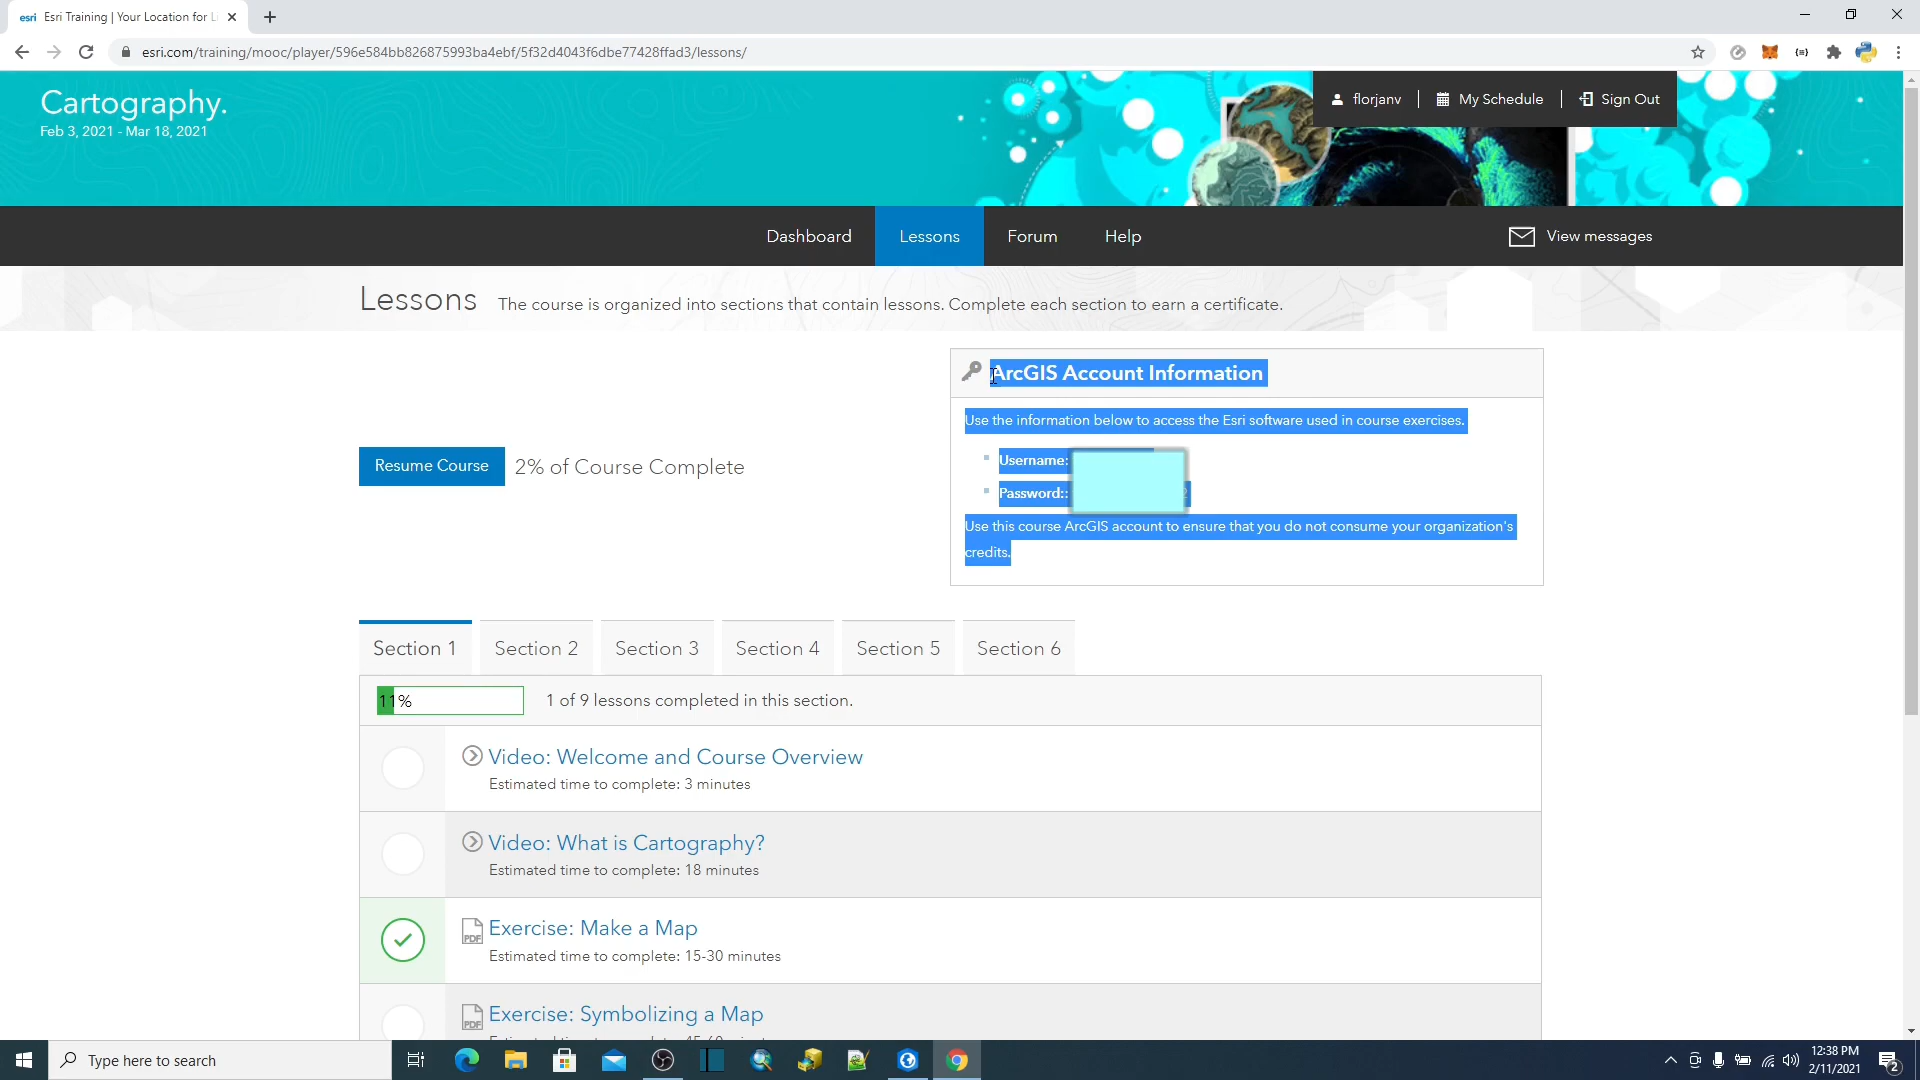 esri Esri Training | Your Location for L
esri.com/training/mooc/player/596e584bb826875993ba4ebf/5f32d4043f6dbe77428ffad3/lessons/
Cartography.
Feb 3, 2021 - Mar 18, 2021
florjanv
My Schedule
Sign Out
Dashboard
Lessons
Forum
Help
View messages
Lessons
The course is organized into sections that contain lessons. Complete each section to earn a certificate.
ArcGIS Account Information
Use the information below to access the Esri software used in course exercises.
Username:
Password::
Use this course ArcGIS account to ensure that you do not consume your organization's
credits.
Resume Course
2% of Course Complete
Section 1
Section 2
Section 3
Section 4
Section 5
Section 6
11%
1 of 9 lessons completed in this section.
Video: Welcome and Course Overview
Estimated time to complete: 3 minutes
Video: What is Cartography?
Estimated time to complete: 18 minutes
PDF
Exercise: Make a Map
Estimated time to complete: 15-30 minutes
PDF
Exercise: Symbolizing a Map
Type here to search
12:38 PM
2/11/2021
2